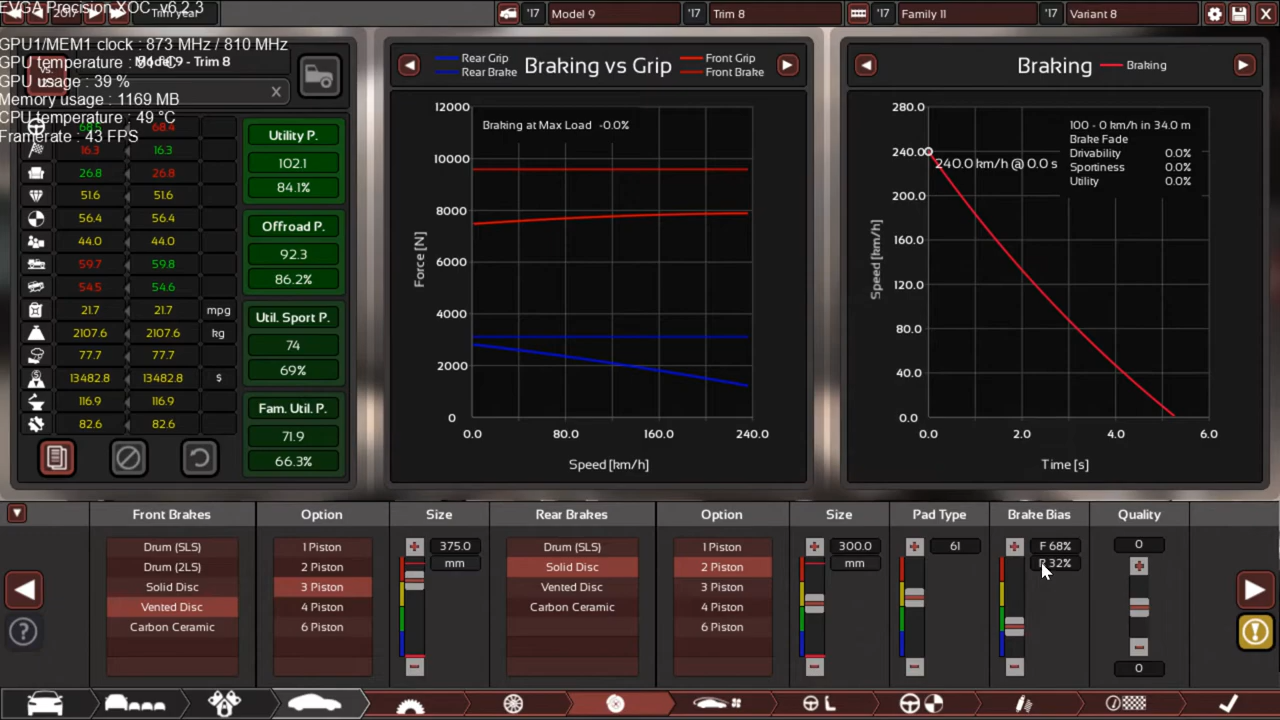 EVGA Precision XOC v6.2.3
2017
Trim year
'17
Model 9
'17
Trim 8
'17
Family 11
'17
Variant 8
GPU1/MEM1 clock : 873 MHz / 810 MHz
GPU temperature :
GPU usage : 39 %
Memory usage : 1169 MB
CPU temperature : 49 °C
Framerate : 43 FPS
vs.
Model 9 - Trim 8
X
68.5 68.4
16.3 16.3
26.8 26.8
51.6 51.6
56.4 56.4
44.0 44.0
59.7 59.8
54.5 54.6
21.7 21.7 mpg
2107.6 2107.6 kg
77.7 77.7
13482.8 13482.8 $
116.9 116.9
82.6 82.6
Utility P.
102.1
84.1%
Offroad P.
92.3
86.2%
Util. Sport P.
74
69%
Fam. Util. P.
71.9
66.3%
Rear Grip
Rear Brake
Braking vs Grip
Front Grip
Front Brake
Braking at Max Load -0.0%
Force [N]
12000
10000
8000
6000
4000
2000
0
0.0 80.0 160.0 240.0
Speed [km/h]
Braking
Braking
100 - 0 km/h in 34.0 m
Brake Fade
Drivability 0.0%
Sportiness 0.0%
Utility 0.0%
240.0 km/h @ 0.0 s
Speed [km/h]
280.0
240.0
200.0
160.0
120.0
80.0
40.0
0.0
0.0 2.0 4.0 6.0
Time [s]
Front Brakes
Drum (SLS)
Drum (2LS)
Solid Disc
Vented Disc
Carbon Ceramic
Option
1 Piston
2 Piston
3 Piston
4 Piston
6 Piston
Size
375.0
mm
Rear Brakes
Drum (SLS)
Solid Disc
Vented Disc
Carbon Ceramic
Option
1 Piston
2 Piston
3 Piston
4 Piston
6 Piston
Size
300.0
mm
Pad Type
61
Brake Bias
F 68%
R 32%
Quality
0
0